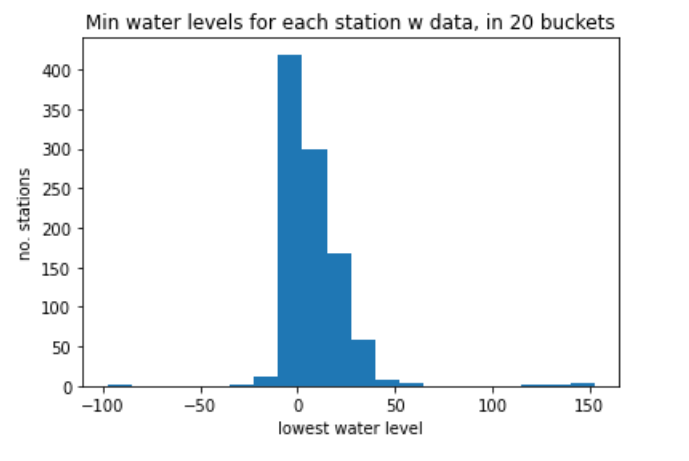 Min water levels for each station w data, in 20 buckets
400
350
300
250
200
150
100
50
0
no. stations
−100 −50 0 50 100 150
lowest water level